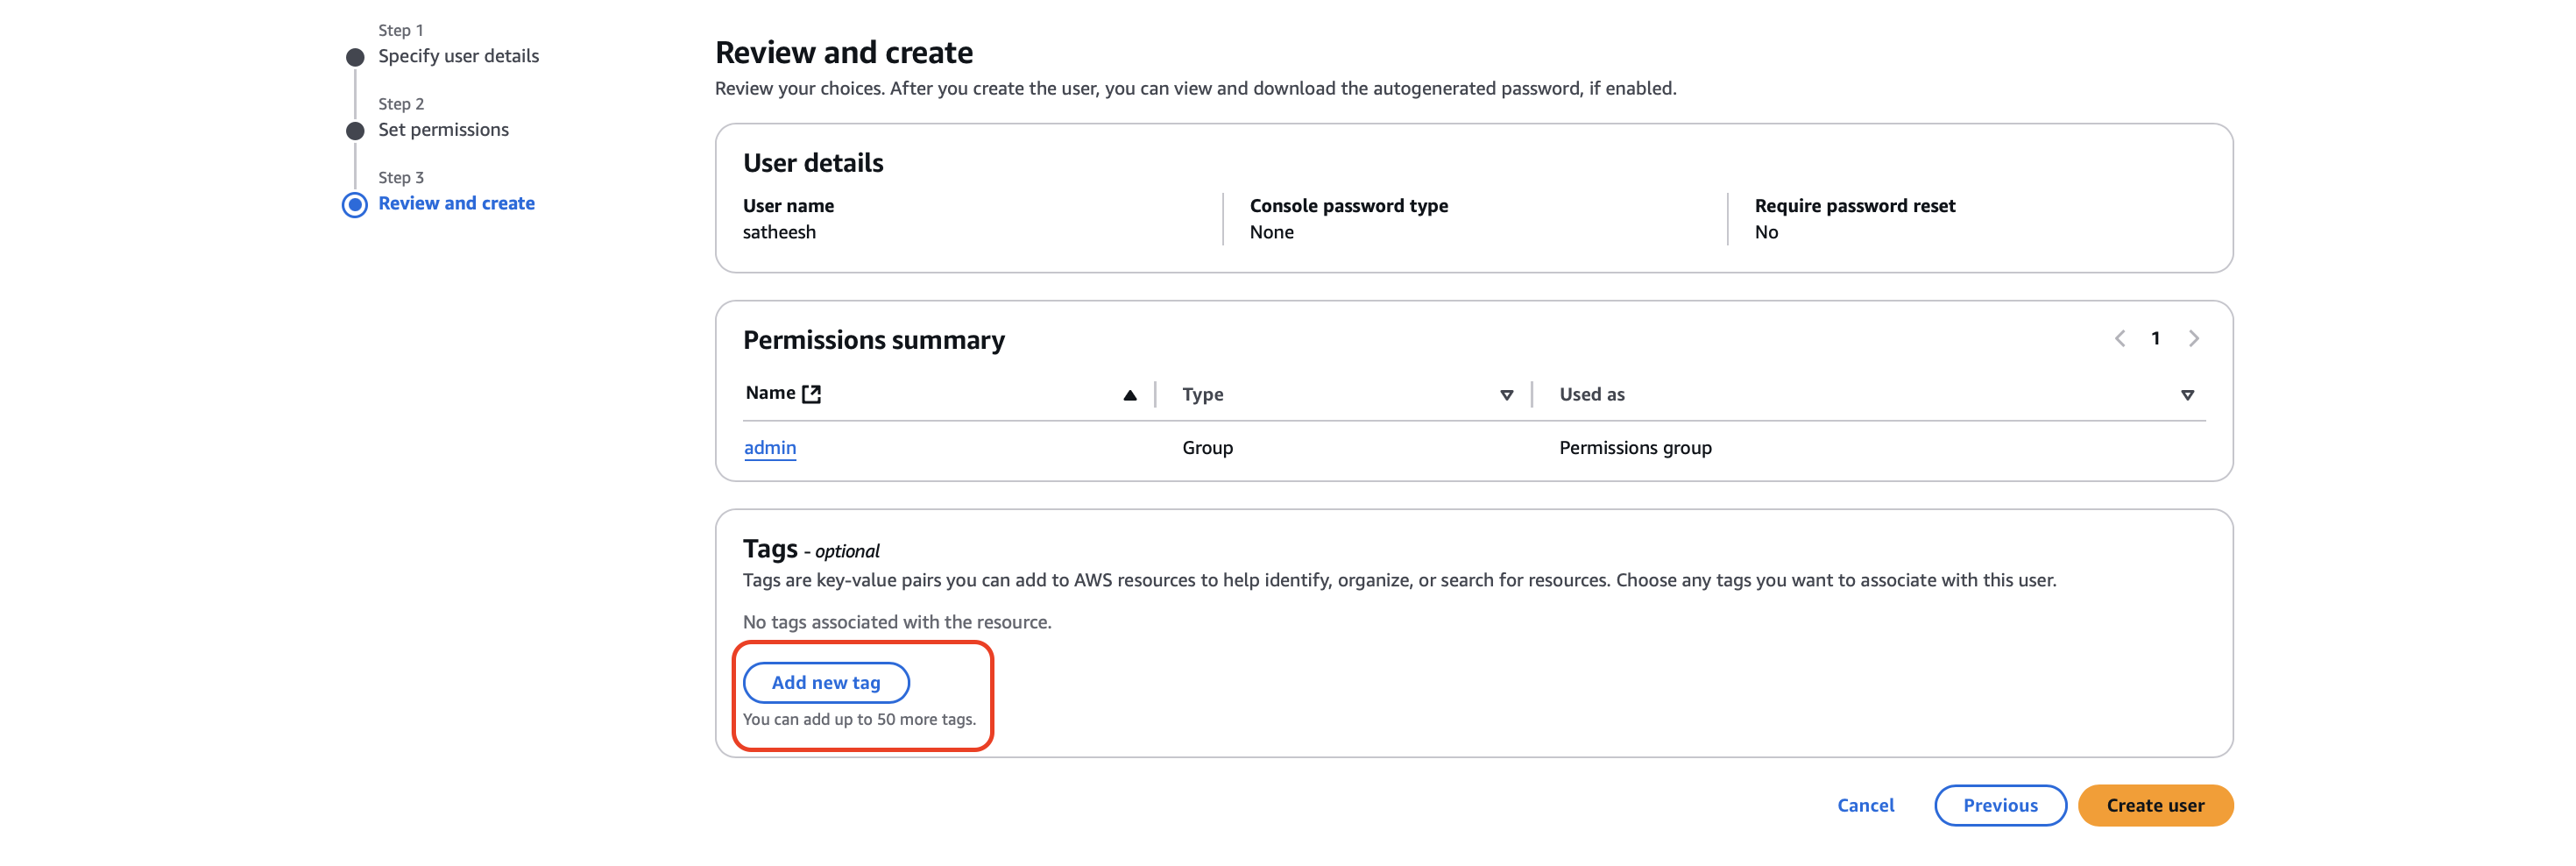 Step 1
Specify user details
Step 2
Set permissions
Step 3
Review and create
Review and create
Review your choices. After you create the user, you can view and download the autogenerated password, if enabled.
User details
User name
satheesh
Console password type
None
Require password reset
No
Permissions summary
1
Name Type Used as
admin Group Permissions group
Tags - optional
Tags are key-value pairs you can add to AWS resources to help identify, organize, or search for resources. Choose any tags you want to associate with this user.
No tags associated with the resource.
Add new tag
You can add up to 50 more tags.
Cancel Previous Create user